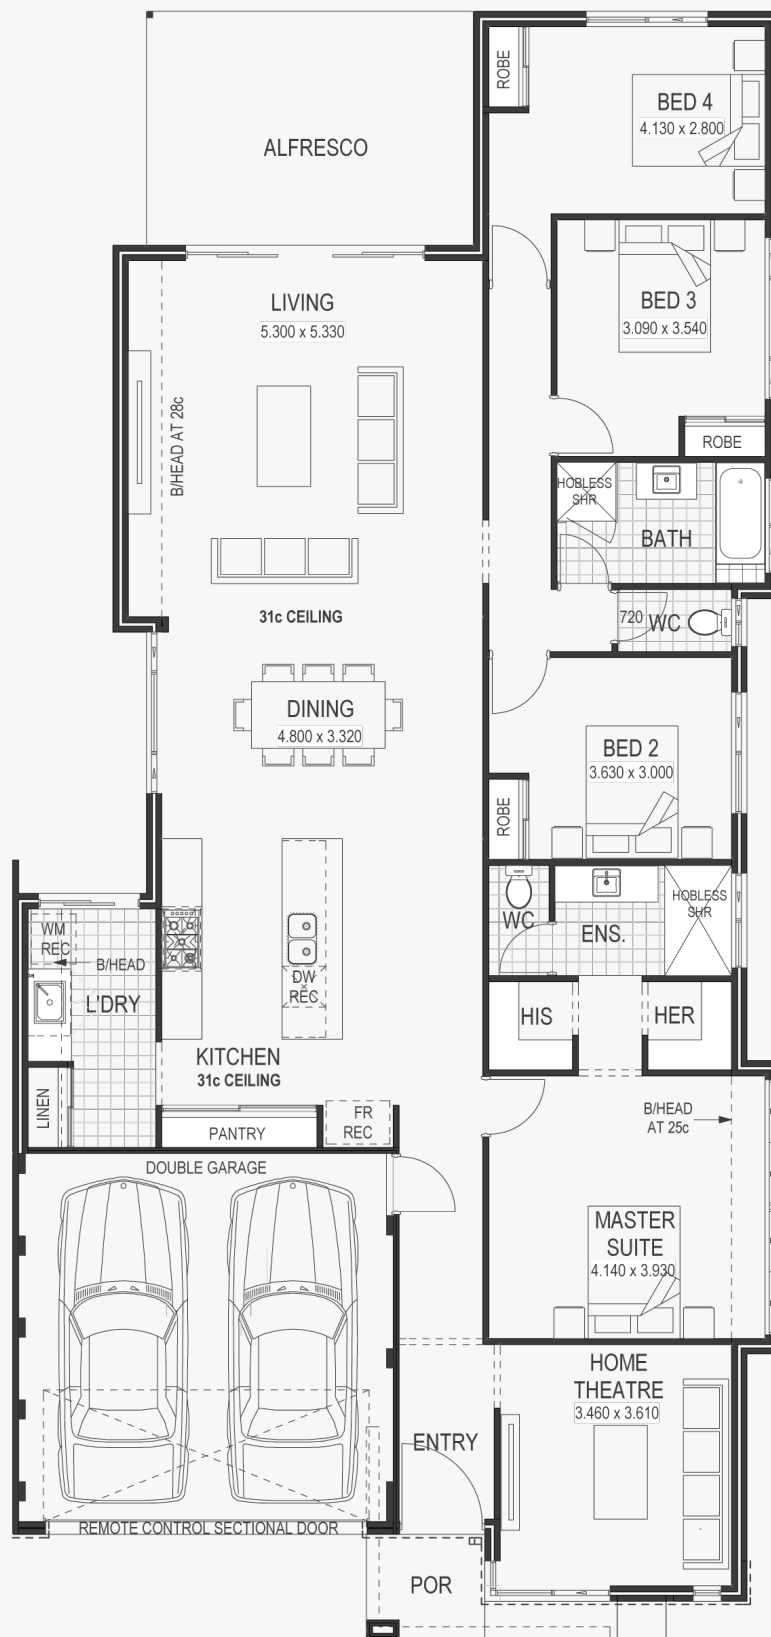 ROBE
BED 4
4.130 x 2.800
ALFRESCO
LIVING
5.300 x 5.330
BED 3
3.090 x 3.540
B/HEAD AT 28c
ROBE
HOBLESS
SHR
BATH
31c CEILING
720
WC
DINING
4.800 x 3.320
BED 2
3.630 x 3.000
ROBE
WM
REC
B/HEAD
L'DRY
WC
ENS.
HOBLESS
SHR
DW
REC
HIS
HER
KITCHEN
31c CEILING
LINEN
PANTRY
FR
REC
B/HEAD
AT 25c
DOUBLE GARAGE
MASTER
SUITE
4.140 x 3.930
HOME
THEATRE
3.460 x 3.610
ENTRY
REMOTE CONTROL SECTIONAL DOOR
POR